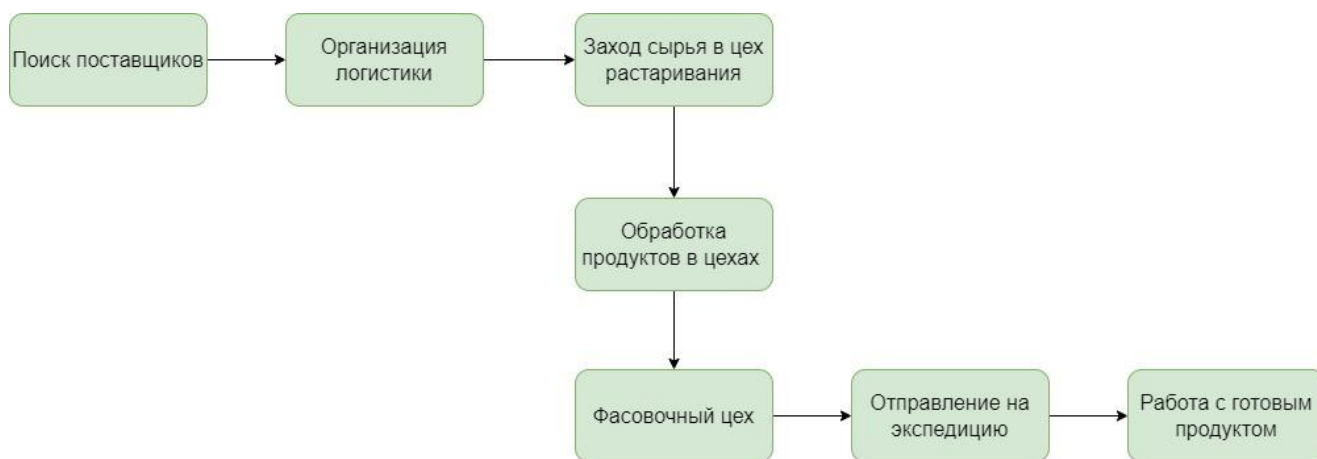 Поиск поставщиков
Организация
логистики
Заход сырья в цех
растаривания
Обработка
продуктов в цехах
Фасовочный цех
Отправление на
экспедицию
Работа с готовым
продуктом